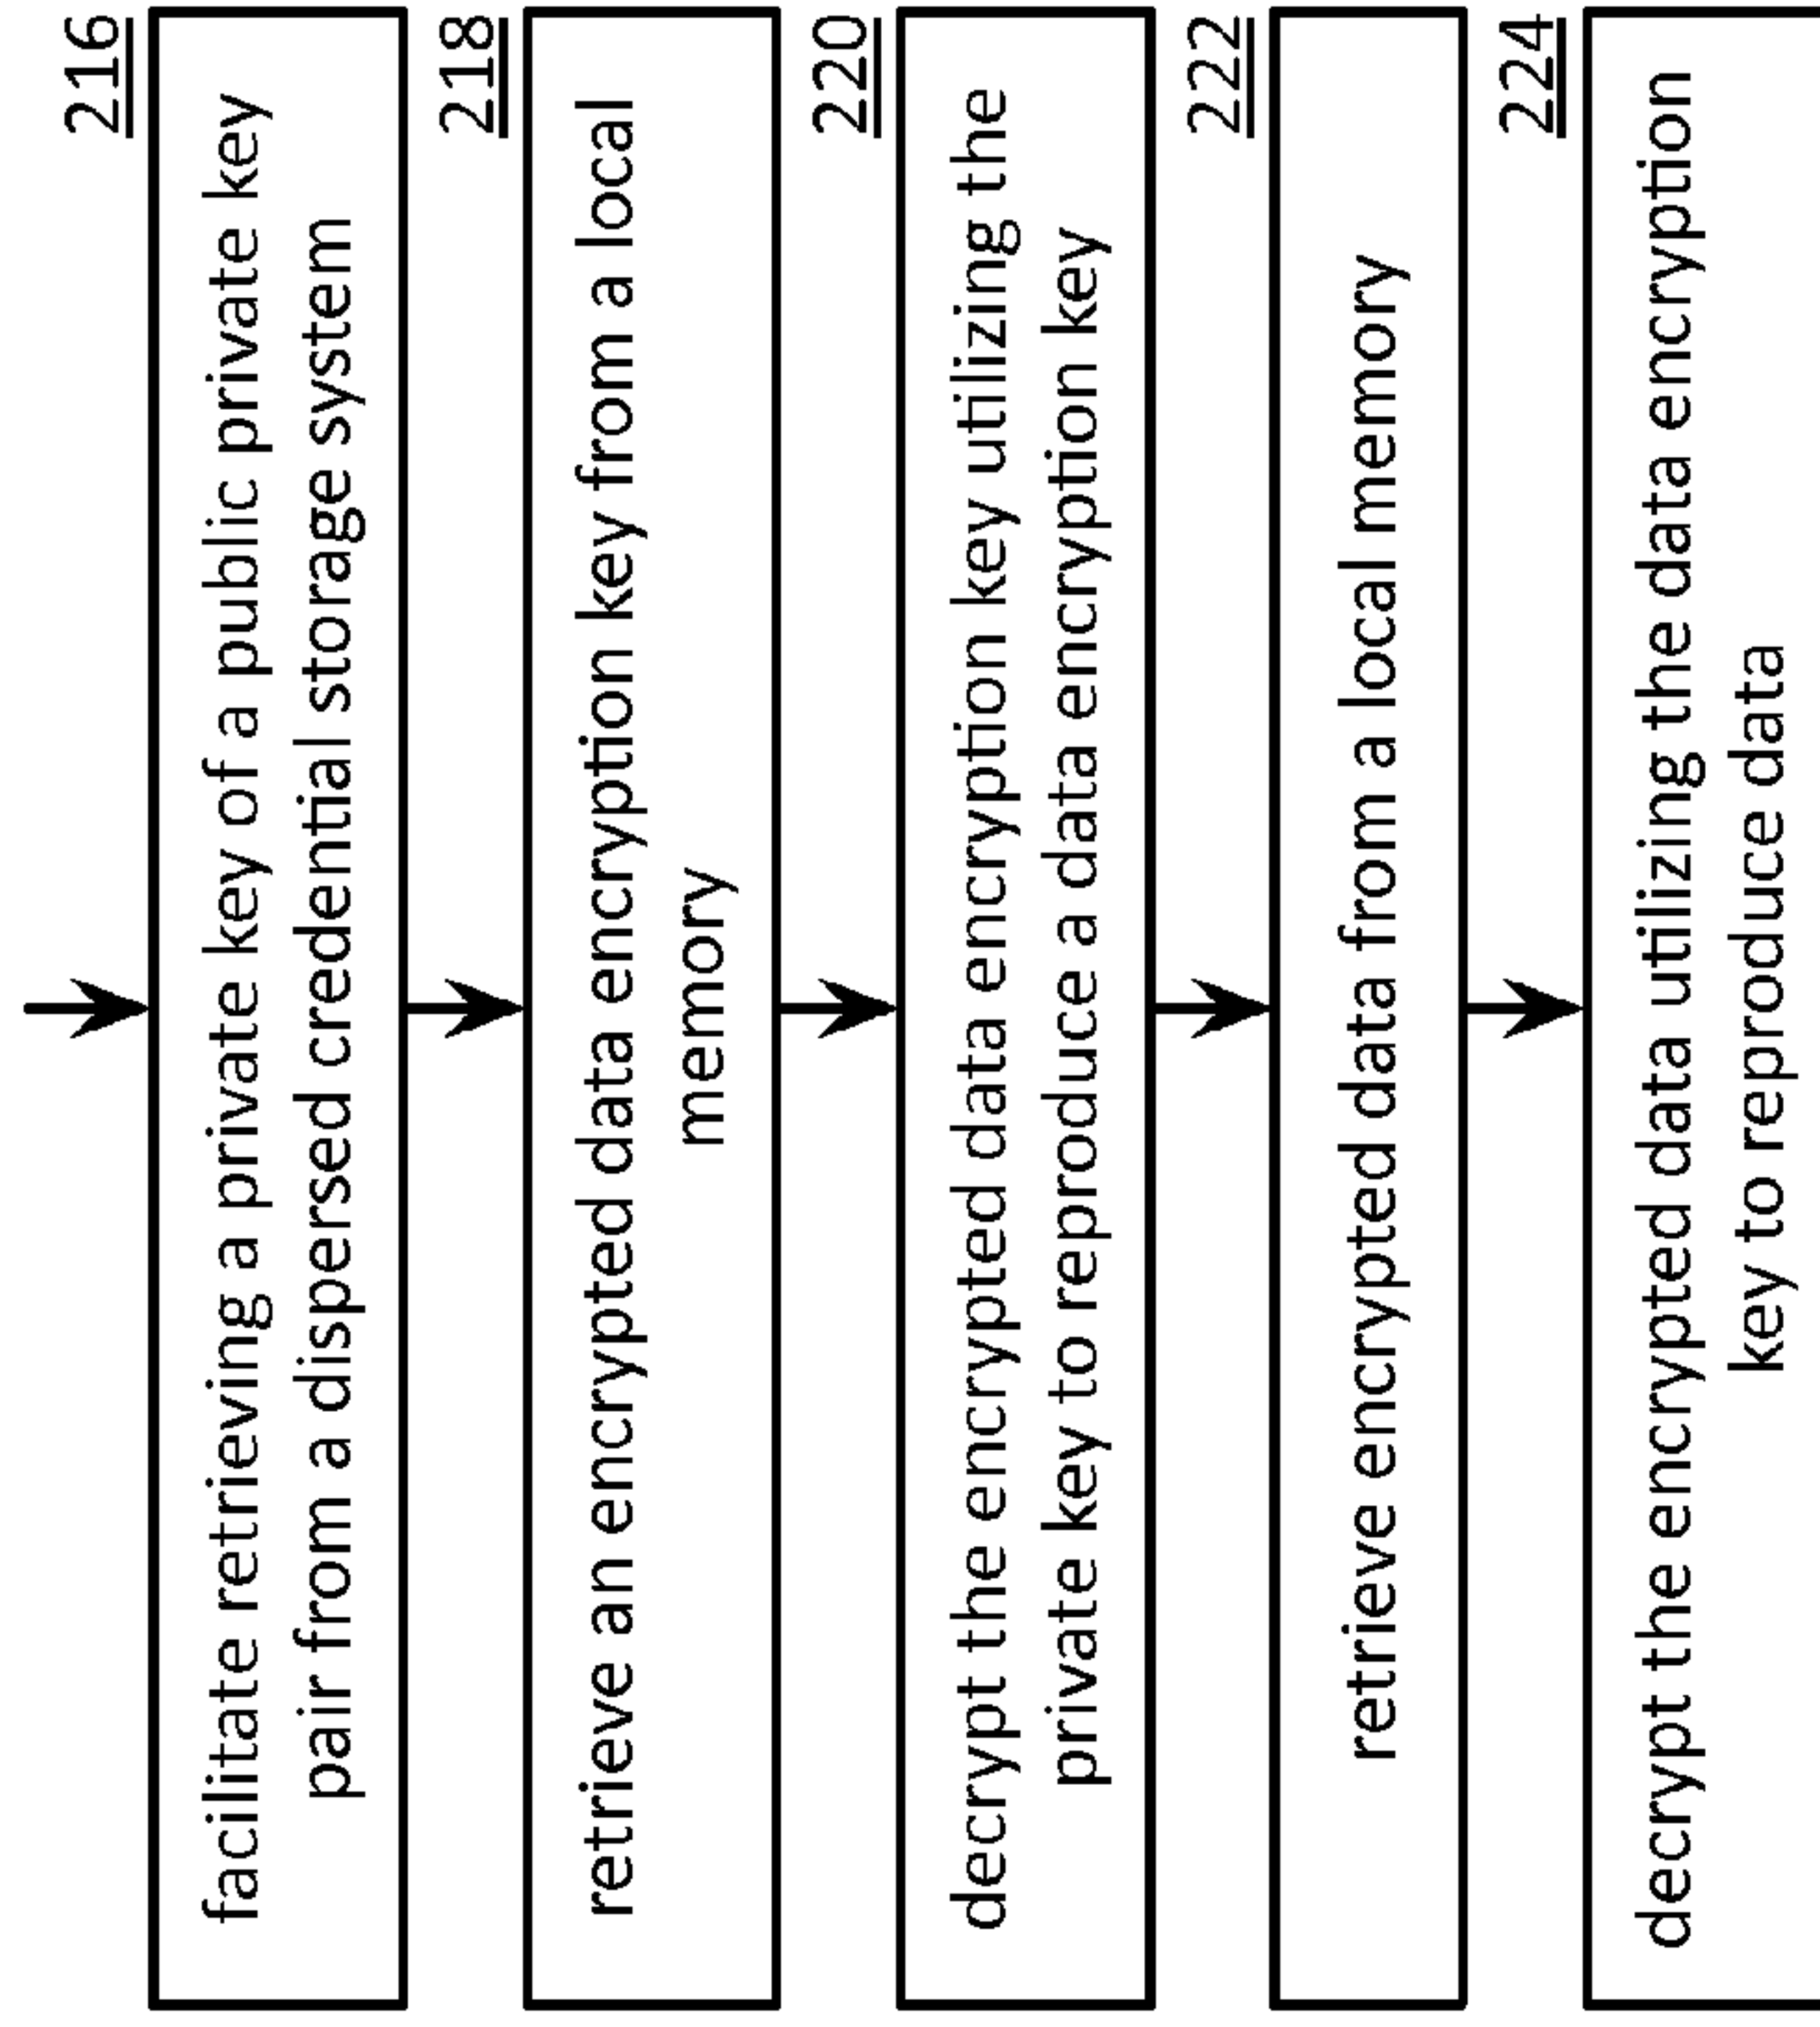 216
facilitate retrieving a private key of a public private key
pair from a dispersed credential storage system
218
retrieve an encrypted data encryption key from a local
memory
220
decrypt the encrypted data encryption key utilizing the
private key to reproduce a data encryption key
222
retrieve encrypted data from a local memory
224
decrypt the encrypted data utilizing the data encryption
key to reproduce data